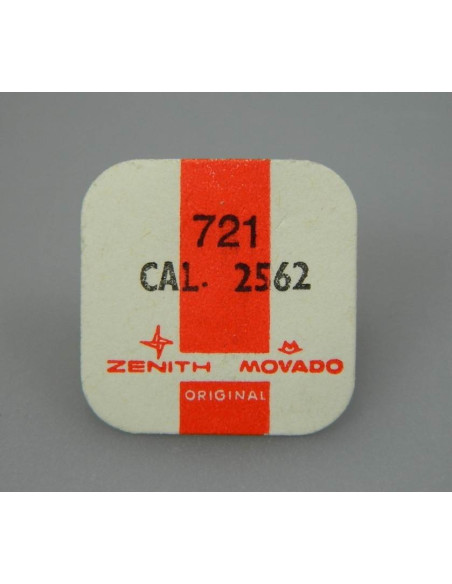 721
CAL. 2562
ZENITH MOVADO
ORIGINAL